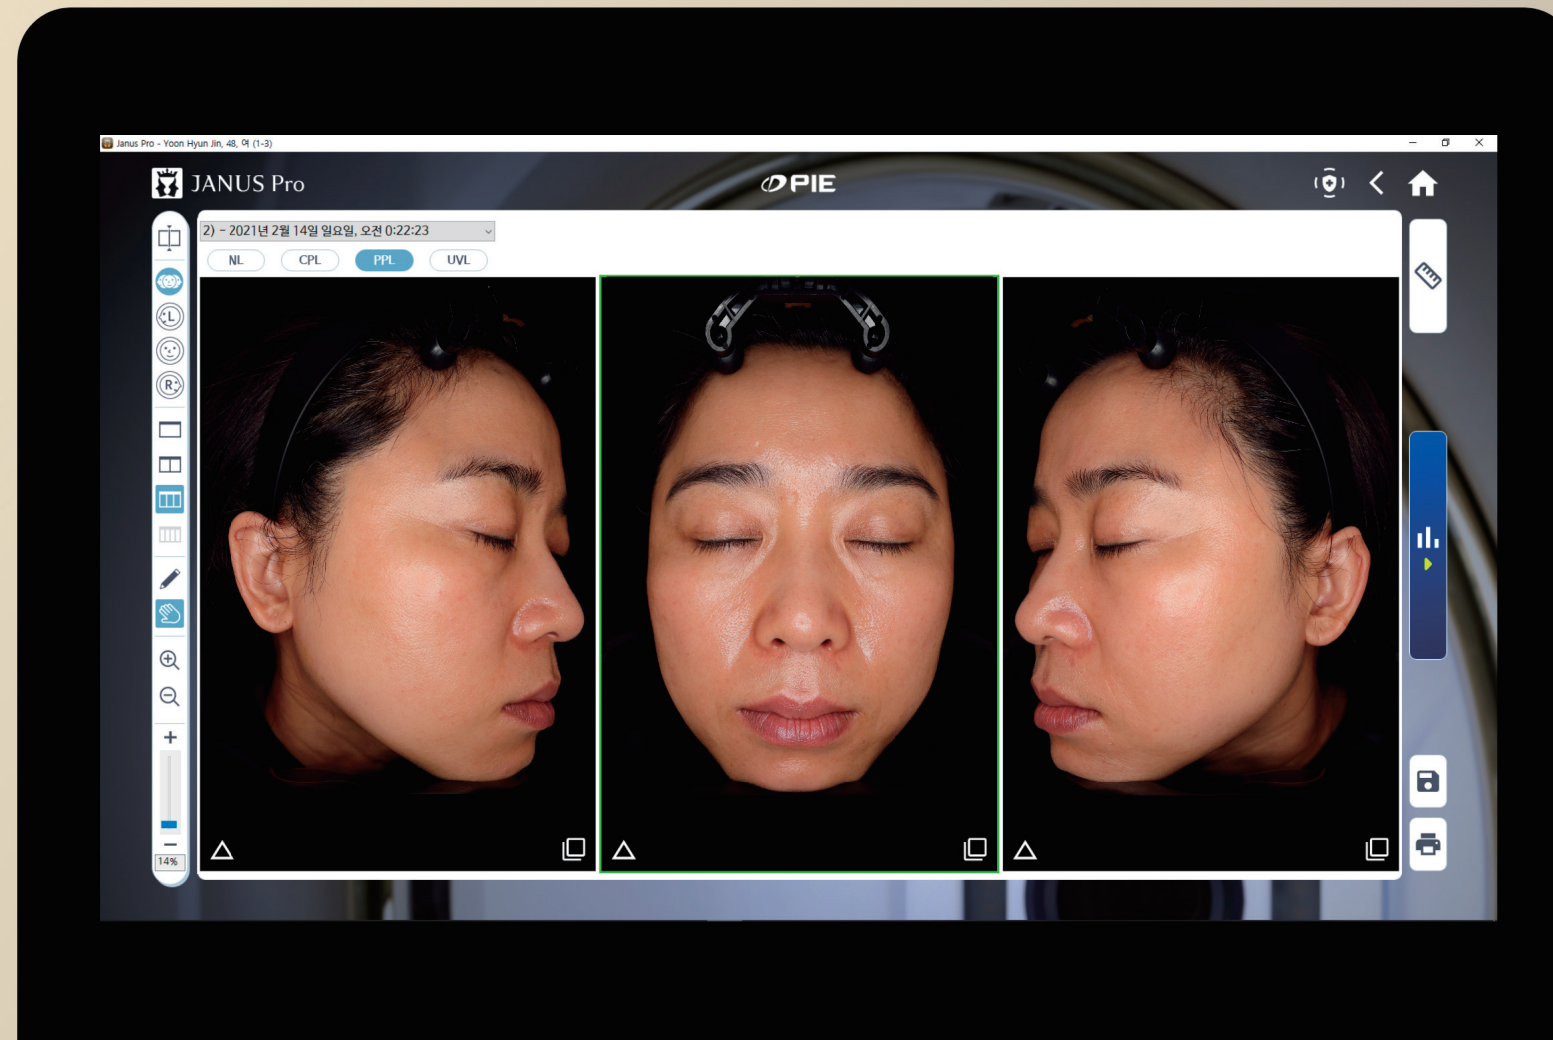 Janus Pro - Yoon Hyun Jin, 48, 여 (1-3)
JANUS Pro
PIE
2) - 2021년 2월 14일 일요일, 오전 0:22:23
NL CPL PPL UVL
L
R
14%